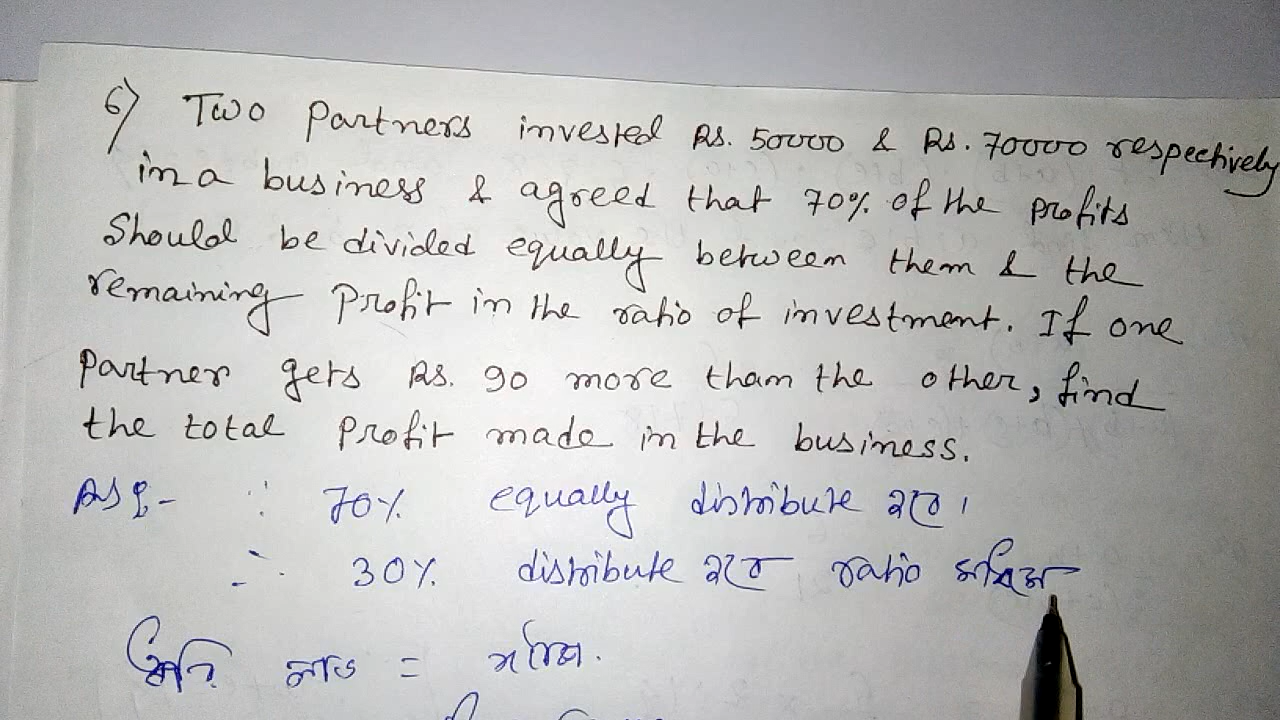 6) Two Partners invested Rs. 50000 & Rs. 70000 respectively
in a business & agreed that 70% of the profits
Should be divided equally between them & the
remaining Profit in the ratio of investment. If one
Partner gets Rs. 90 more than the other, find
the total Profit made in the business.
∵ 70% equally distribute হবে।
∴ 30% distribute হবে ratio
লাভ =